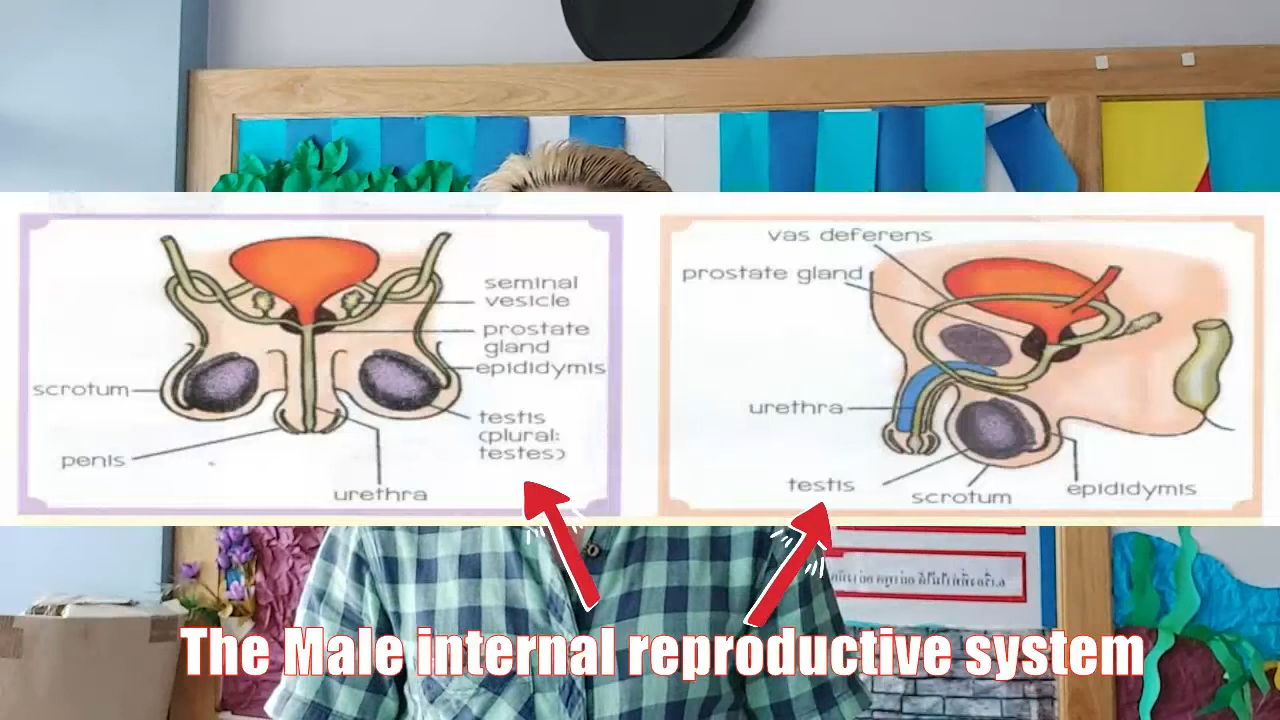 seminal
vesicle
prostate
gland
epididymis
scrotum
testis
(plural:
testes)
penis
urethra
vas deferens
prostate gland
urethra
testis
scrotum
epididymis
The Male internal reproductive system